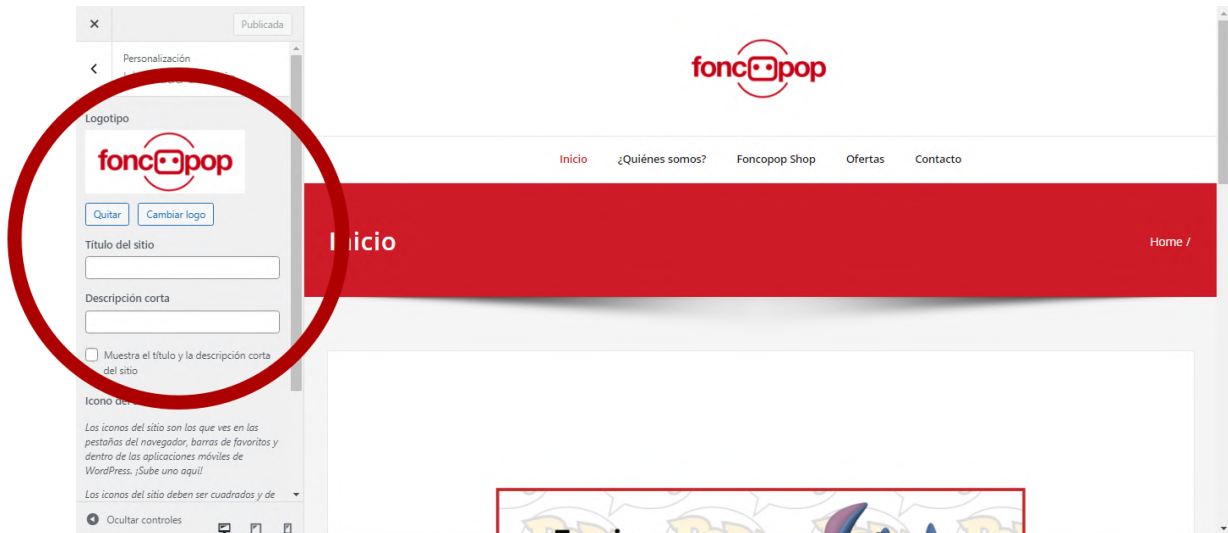 Publicada
Personalización
Logotipo
foncopop
Quitar
Cambiar logo
Título del sitio
Descripción corta
Muestra el título y la descripción corta
del sitio
Icono
Los iconos del sitio son los que ves en las
pestañas del navegador, barras de favoritos y
dentro de las aplicaciones móviles de
WordPress. ¡Sube uno aquí!
Los iconos del sitio deben ser cuadrados y de
Ocultar controles
foncopop
Inicio
¿Quiénes somos?
Foncopop Shop
Ofertas
Contacto
Inicio
Home /